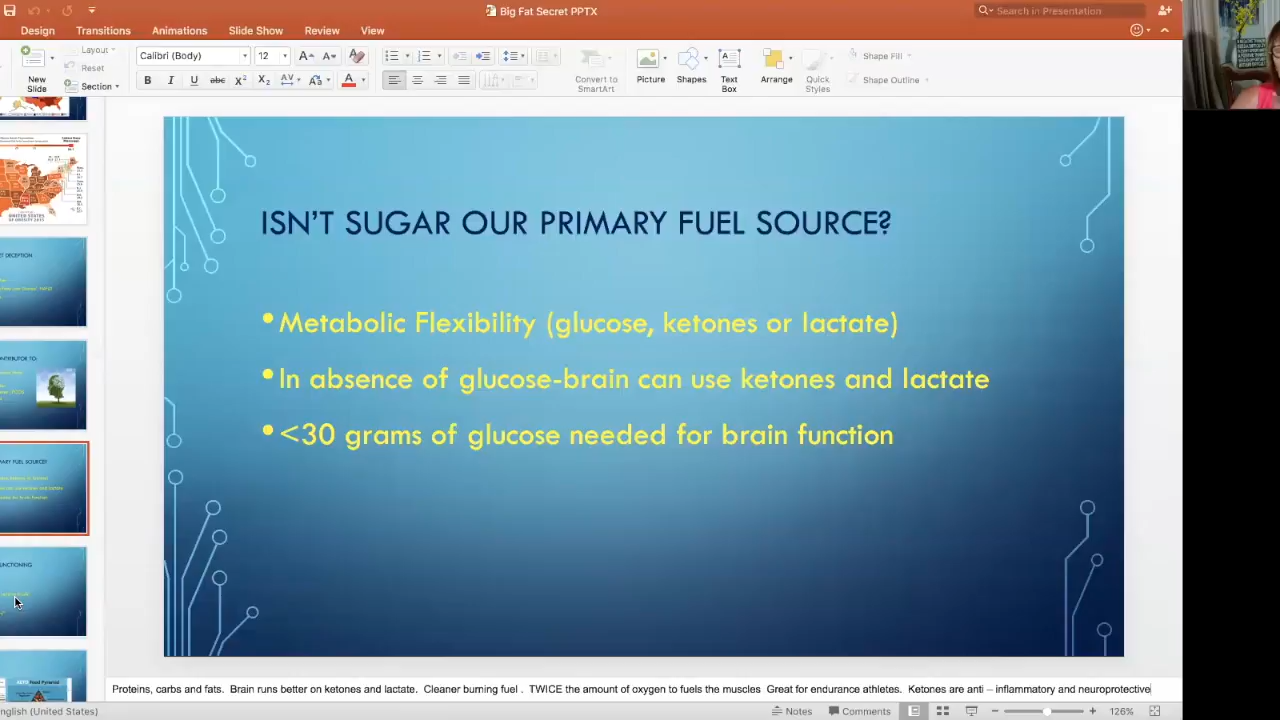 Big Fat Secret PPTX
Search in Presentation
Design Transitions Animations Slide Show Review View
New Slide
Layout
Reset
Section
Calibri (Body) 12
B I U abc X² X₂ AV
Convert to SmartArt
Picture
Shapes
Text Box
Arrange
Quick Styles
Shape Fill
Shape Outline
ISN'T SUGAR OUR PRIMARY FUEL SOURCE?
• Metabolic Flexibility (glucose, ketones or lactate)
• In absence of glucose-brain can use ketones and lactate
• <30 grams of glucose needed for brain function
Proteins, carbs and fats. Brain runs better on ketones and lactate. Cleaner burning fuel . TWICE the amount of oxygen to fuels the muscles Great for endurance athletes. Ketones are anti – inflammatory and neuroprotective
nglish (United States)
Notes Comments 126%